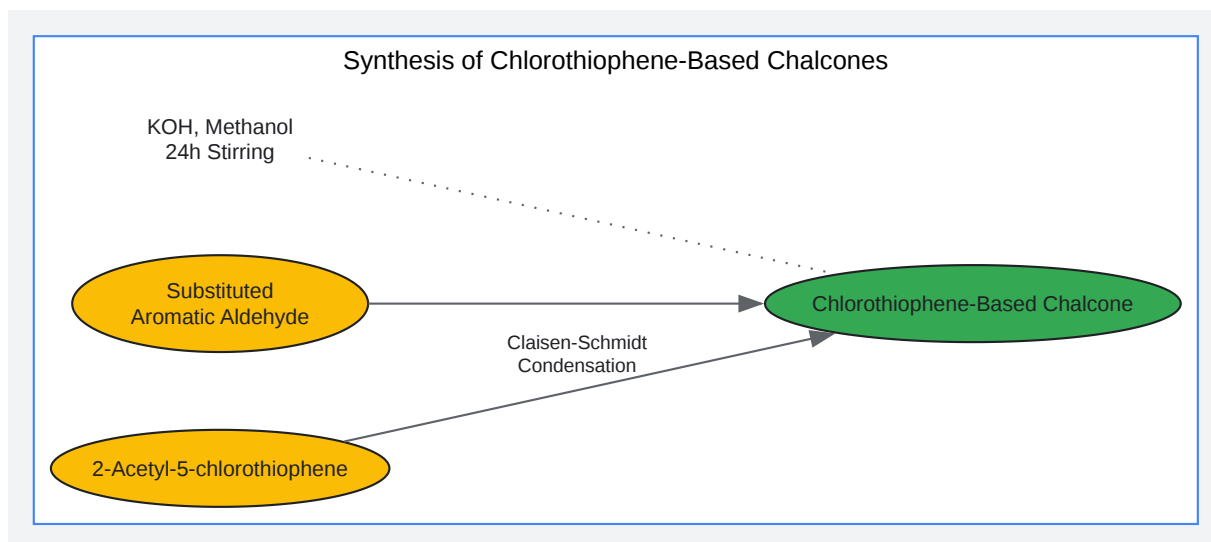 Synthesis of Chlorothiophene-Based Chalcones
KOH, Methanol
24h Stirring
Substituted
Aromatic Aldehyde
Chlorothiophene-Based Chalcone
Claisen-Schmidt
Condensation
2-Acetyl-5-chlorothiophene